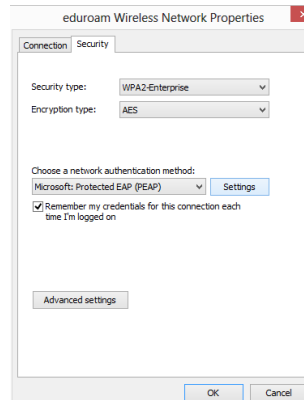 eduroam Wireless Network Properties
Connection Security
Security type: WPA2-Enterprise
Encryption type: AES
Choose a network authentication method:
Microsoft: Protected EAP (PEAP) Settings
Remember my credentials for this connection each
time I'm logged on
Advanced settings
OK Cancel